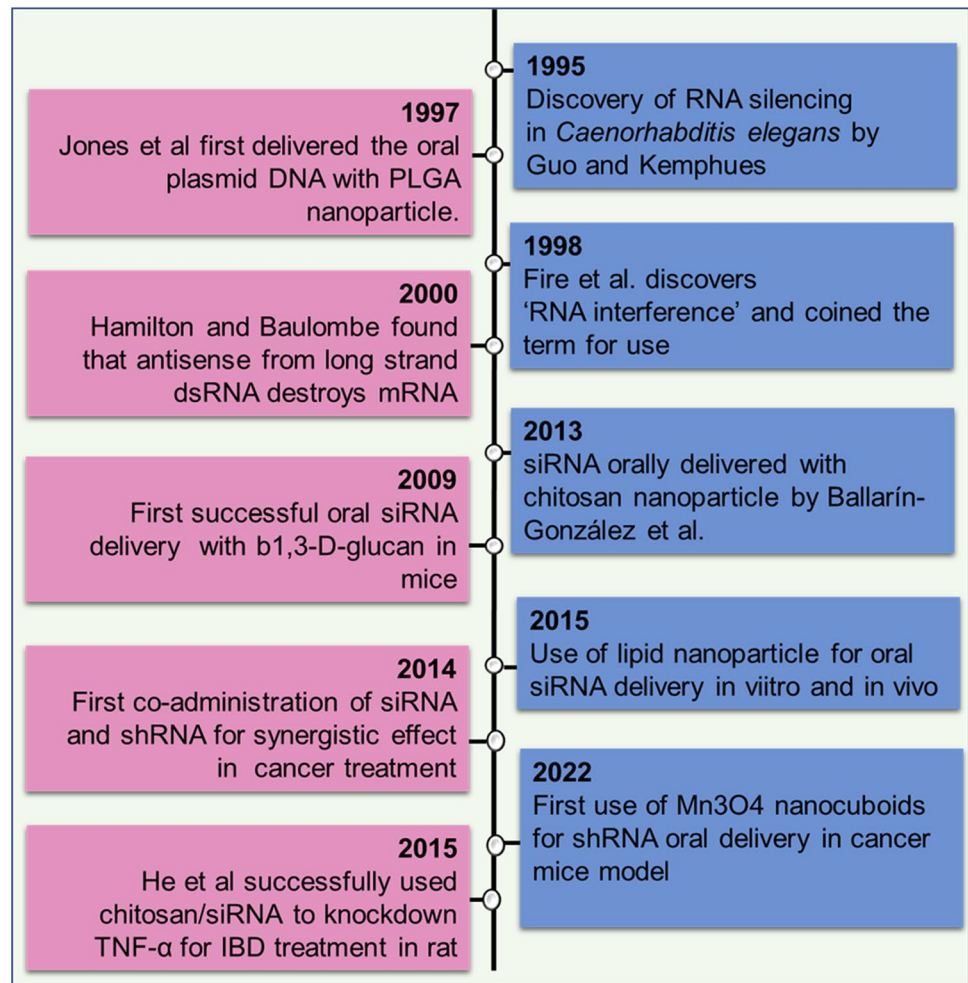 1995
Discovery of RNA silencing
in Caenorhabditis elegans by
Guo and Kemphues
1997
Jones et al first delivered the oral
plasmid DNA with PLGA
nanoparticle.
1998
Fire et al. discovers
‘RNA interference’ and coined the
term for use
2000
Hamilton and Baulombe found
that antisense from long strand
dsRNA destroys mRNA
2013
siRNA orally delivered with
chitosan nanoparticle by Ballarín-
González et al.
2009
First successful oral siRNA
delivery with b1,3-D-glucan in
mice
2015
Use of lipid nanoparticle for oral
siRNA delivery in viitro and in vivo
2014
First co-administration of siRNA
and shRNA for synergistic effect
in cancer treatment
2022
First use of Mn3O4 nanocuboids
for shRNA oral delivery in cancer
mice model
2015
He et al successfully used
chitosan/siRNA to knockdown
TNF-α for IBD treatment in rat